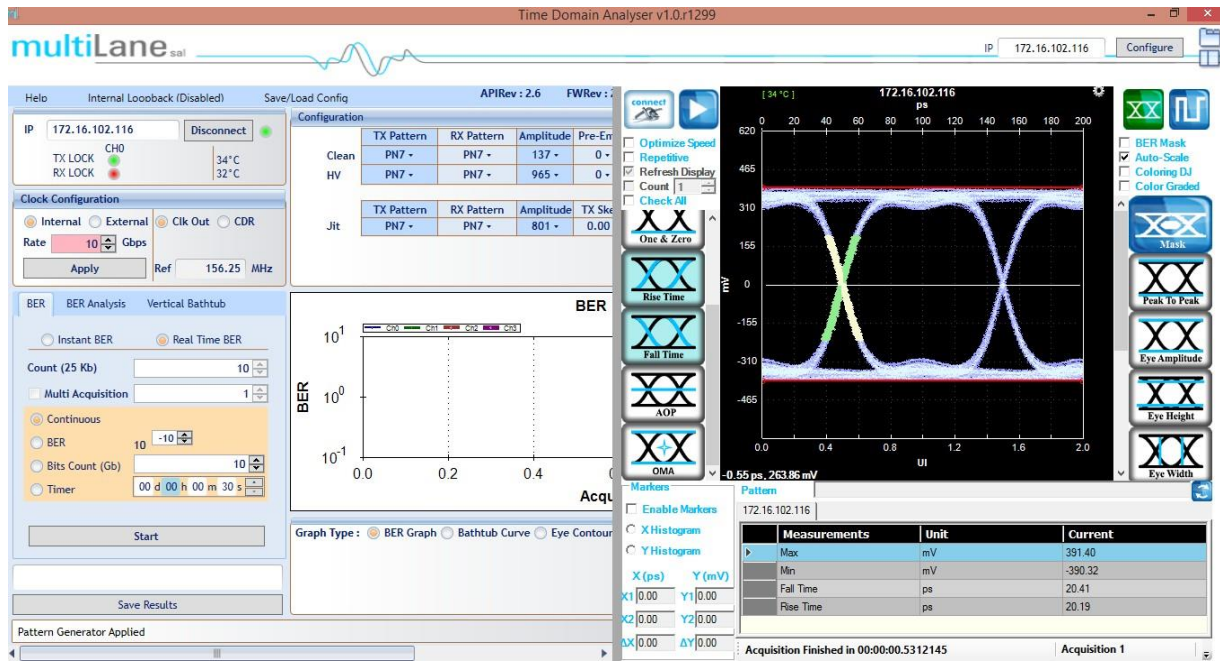 Time Domain Analyser v1.0.r1299
multiLane sal
IP 172.16.102.116 Configure
Help Internal Loopback (Disabled) Save/Load Config APIRev : 2.6 FWRev : 2
IP 172.16.102.116 Disconnect
CH0
TX LOCK 34°C
RX LOCK 32°C
Clock Configuration
Internal External Clk Out CDR
Rate 10 Gbps
Apply Ref 156.25 MHz
Configuration
TX Pattern RX Pattern Amplitude Pre-Em
Clean PN7 PN7 137 0
HV PN7 PN7 965 0
TX Pattern RX Pattern Amplitude TX Ske
Jit PN7 PN7 801 0.00
BER BER Analysis Vertical Bathtub
Instant BER Real Time BER
Count (25 Kb) 10
Multi Acquisition 1
Continuous
BER 10 -10
Bits Count (Gb) 10
Timer 00 d 00 h 00 m 30 s
Start
Save Results
Pattern Generator Applied
BER
Ch0 Ch1 Ch2 Ch3
10^1
10^0
10^-1
BER
0.0 0.2 0.4
Acqu
Graph Type : BER Graph Bathtub Curve Eye Contour
connect
Optimize Speed
Repetitive
Refresh Display
Count 1
Check All
One & Zero
Rise Time
Fall Time
AOP
OMA
[ 34 °C ] 172.16.102.116
ps
0 20 40 60 80 100 120 140 160 180 200
620
465
310
155
0
-155
-310
-465
mV
0.0 0.4 0.8 1.2 1.6 2.0
UI
-0.55 ps, 263.86 mV
BER Mask
Auto-Scale
Coloring DJ
Color Graded
Mask
Peak To Peak
Eye Amplitude
Eye Height
Eye Width
Markers
Enable Markers
X Histogram
Y Histogram
X (ps) Y (mV)
X1 0.00 Y1 0.00
X2 0.00 Y2 0.00
ΔX 0.00 ΔY 0.00
Pattern
172.16.102.116
Measurements Unit Current
Max mV 391.40
Min mV -390.32
Fall Time ps 20.41
Rise Time ps 20.19
Acquisition Finished in 00:00:00.5312145 Acquisition 1